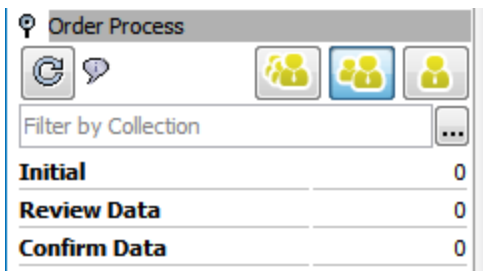 Order Process
Filter by Collection ...
Initial 0
Review Data 0
Confirm Data 0